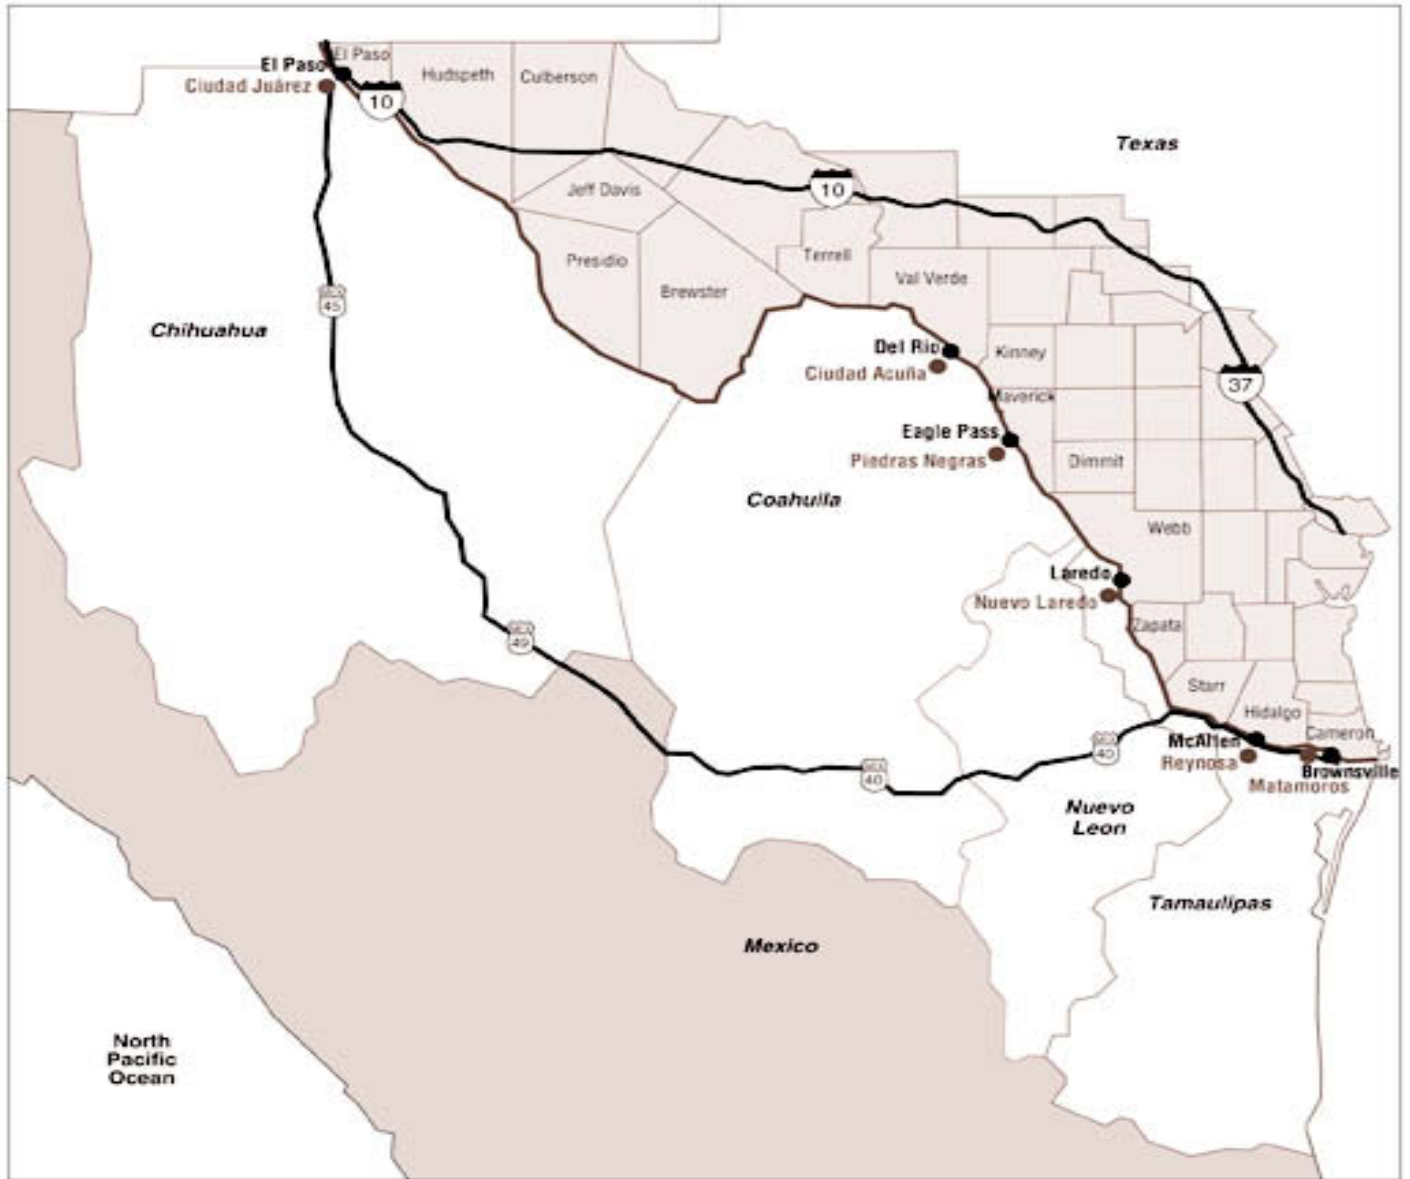 El Paso
El Paso
Hudspeth
Culberson
Ciudad Juárez
10
Texas
10
Jeff Davis
Terrell
Presidio
Val Verde
Brewster
45
Chihuahua
Del Rio
Kinney
Ciudad Acuña
37
Maverick
Eagle Pass
Piedras Negras
Dimmit
Coahuila
Webb
Laredo
Nuevo Laredo
Zapata
49
Starr
Hidalgo
Cameron
McAllen
40
Reynosa
40
Brownsville
Matamoros
Nuevo
Leon
Tamaulipas
Mexico
North
Pacific
Ocean